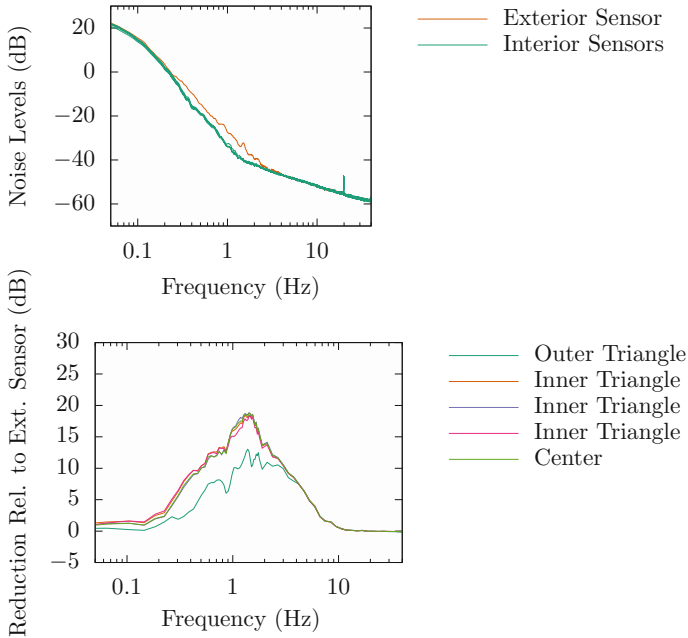 Noise Levels (dB)
20
0
−20
−40
−60
0.1
1
10
Frequency (Hz)
Exterior Sensor
Interior Sensors
Reduction Rel. to Ext. Sensor (dB)
30
25
20
15
10
5
0
−5
0.1
1
10
Frequency (Hz)
Outer Triangle
Inner Triangle
Inner Triangle
Inner Triangle
Center